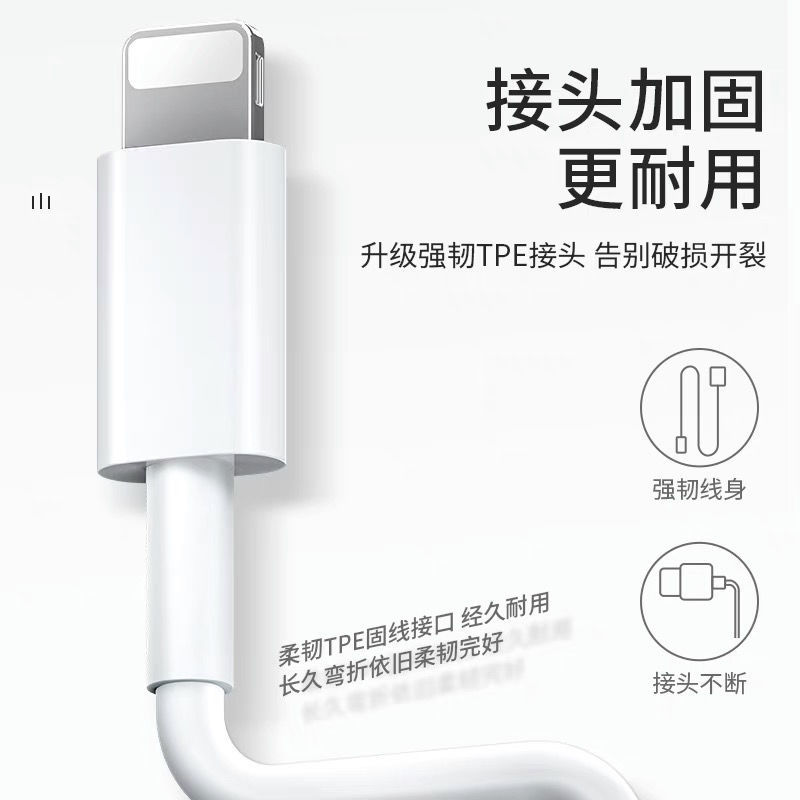 接头加固
更耐用
升级强韧TPE接头 告别破损开裂
强韧线身
柔韧TPE固线接口 经久耐用
长久弯折依旧柔韧完好
接头不断